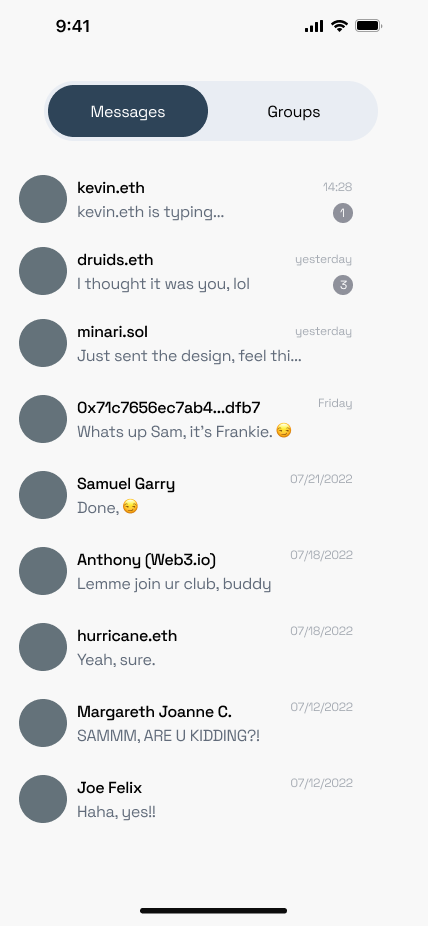 9:41
Messages Groups
kevin.eth 14:28
kevin.eth is typing... 1
druids.eth yesterday
I thought it was you, lol 3
minari.sol yesterday
Just sent the design, feel thi...
0x71c7656ec7ab4...dfb7 Friday
Whats up Sam, it's Frankie. 😏
Samuel Garry 07/21/2022
Done, 😏
Anthony (Web3.io) 07/18/2022
Lemme join ur club, buddy
hurricane.eth 07/18/2022
Yeah, sure.
Margareth Joanne C. 07/12/2022
SAMMM, ARE U KIDDING?!
Joe Felix 07/12/2022
Haha, yes!!